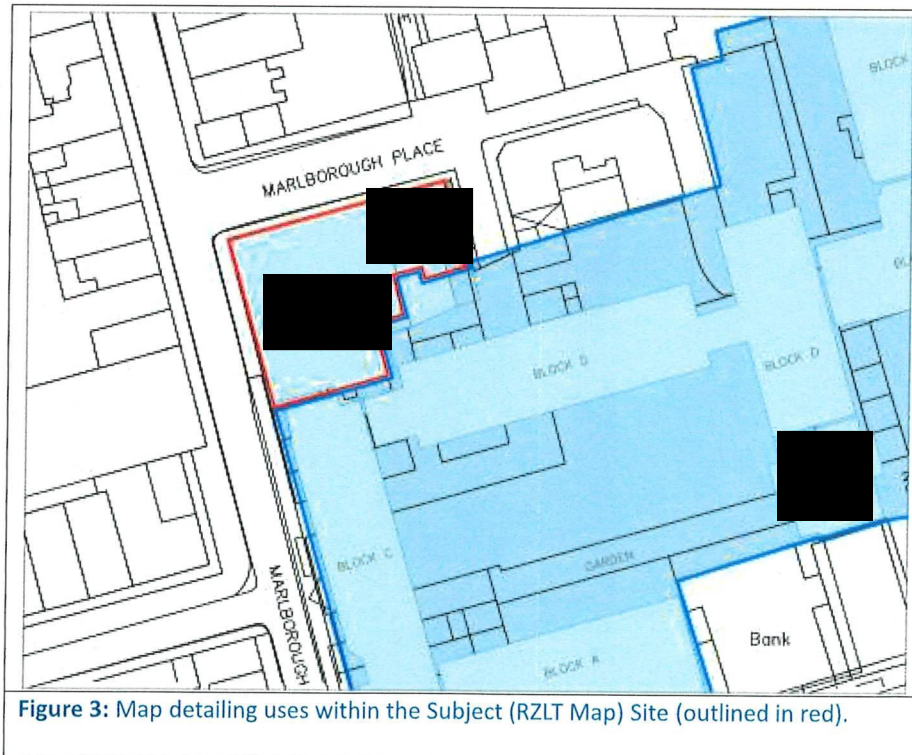 BLOCK
MARLBOROUGH PLACE
BLOCK D
BLOCK D
BLOCK C
GARDEN
MARLBOROUGH
Bank
BLOCK A
Figure 3: Map detailing uses within the Subject (RZLT Map) Site (outlined in red).